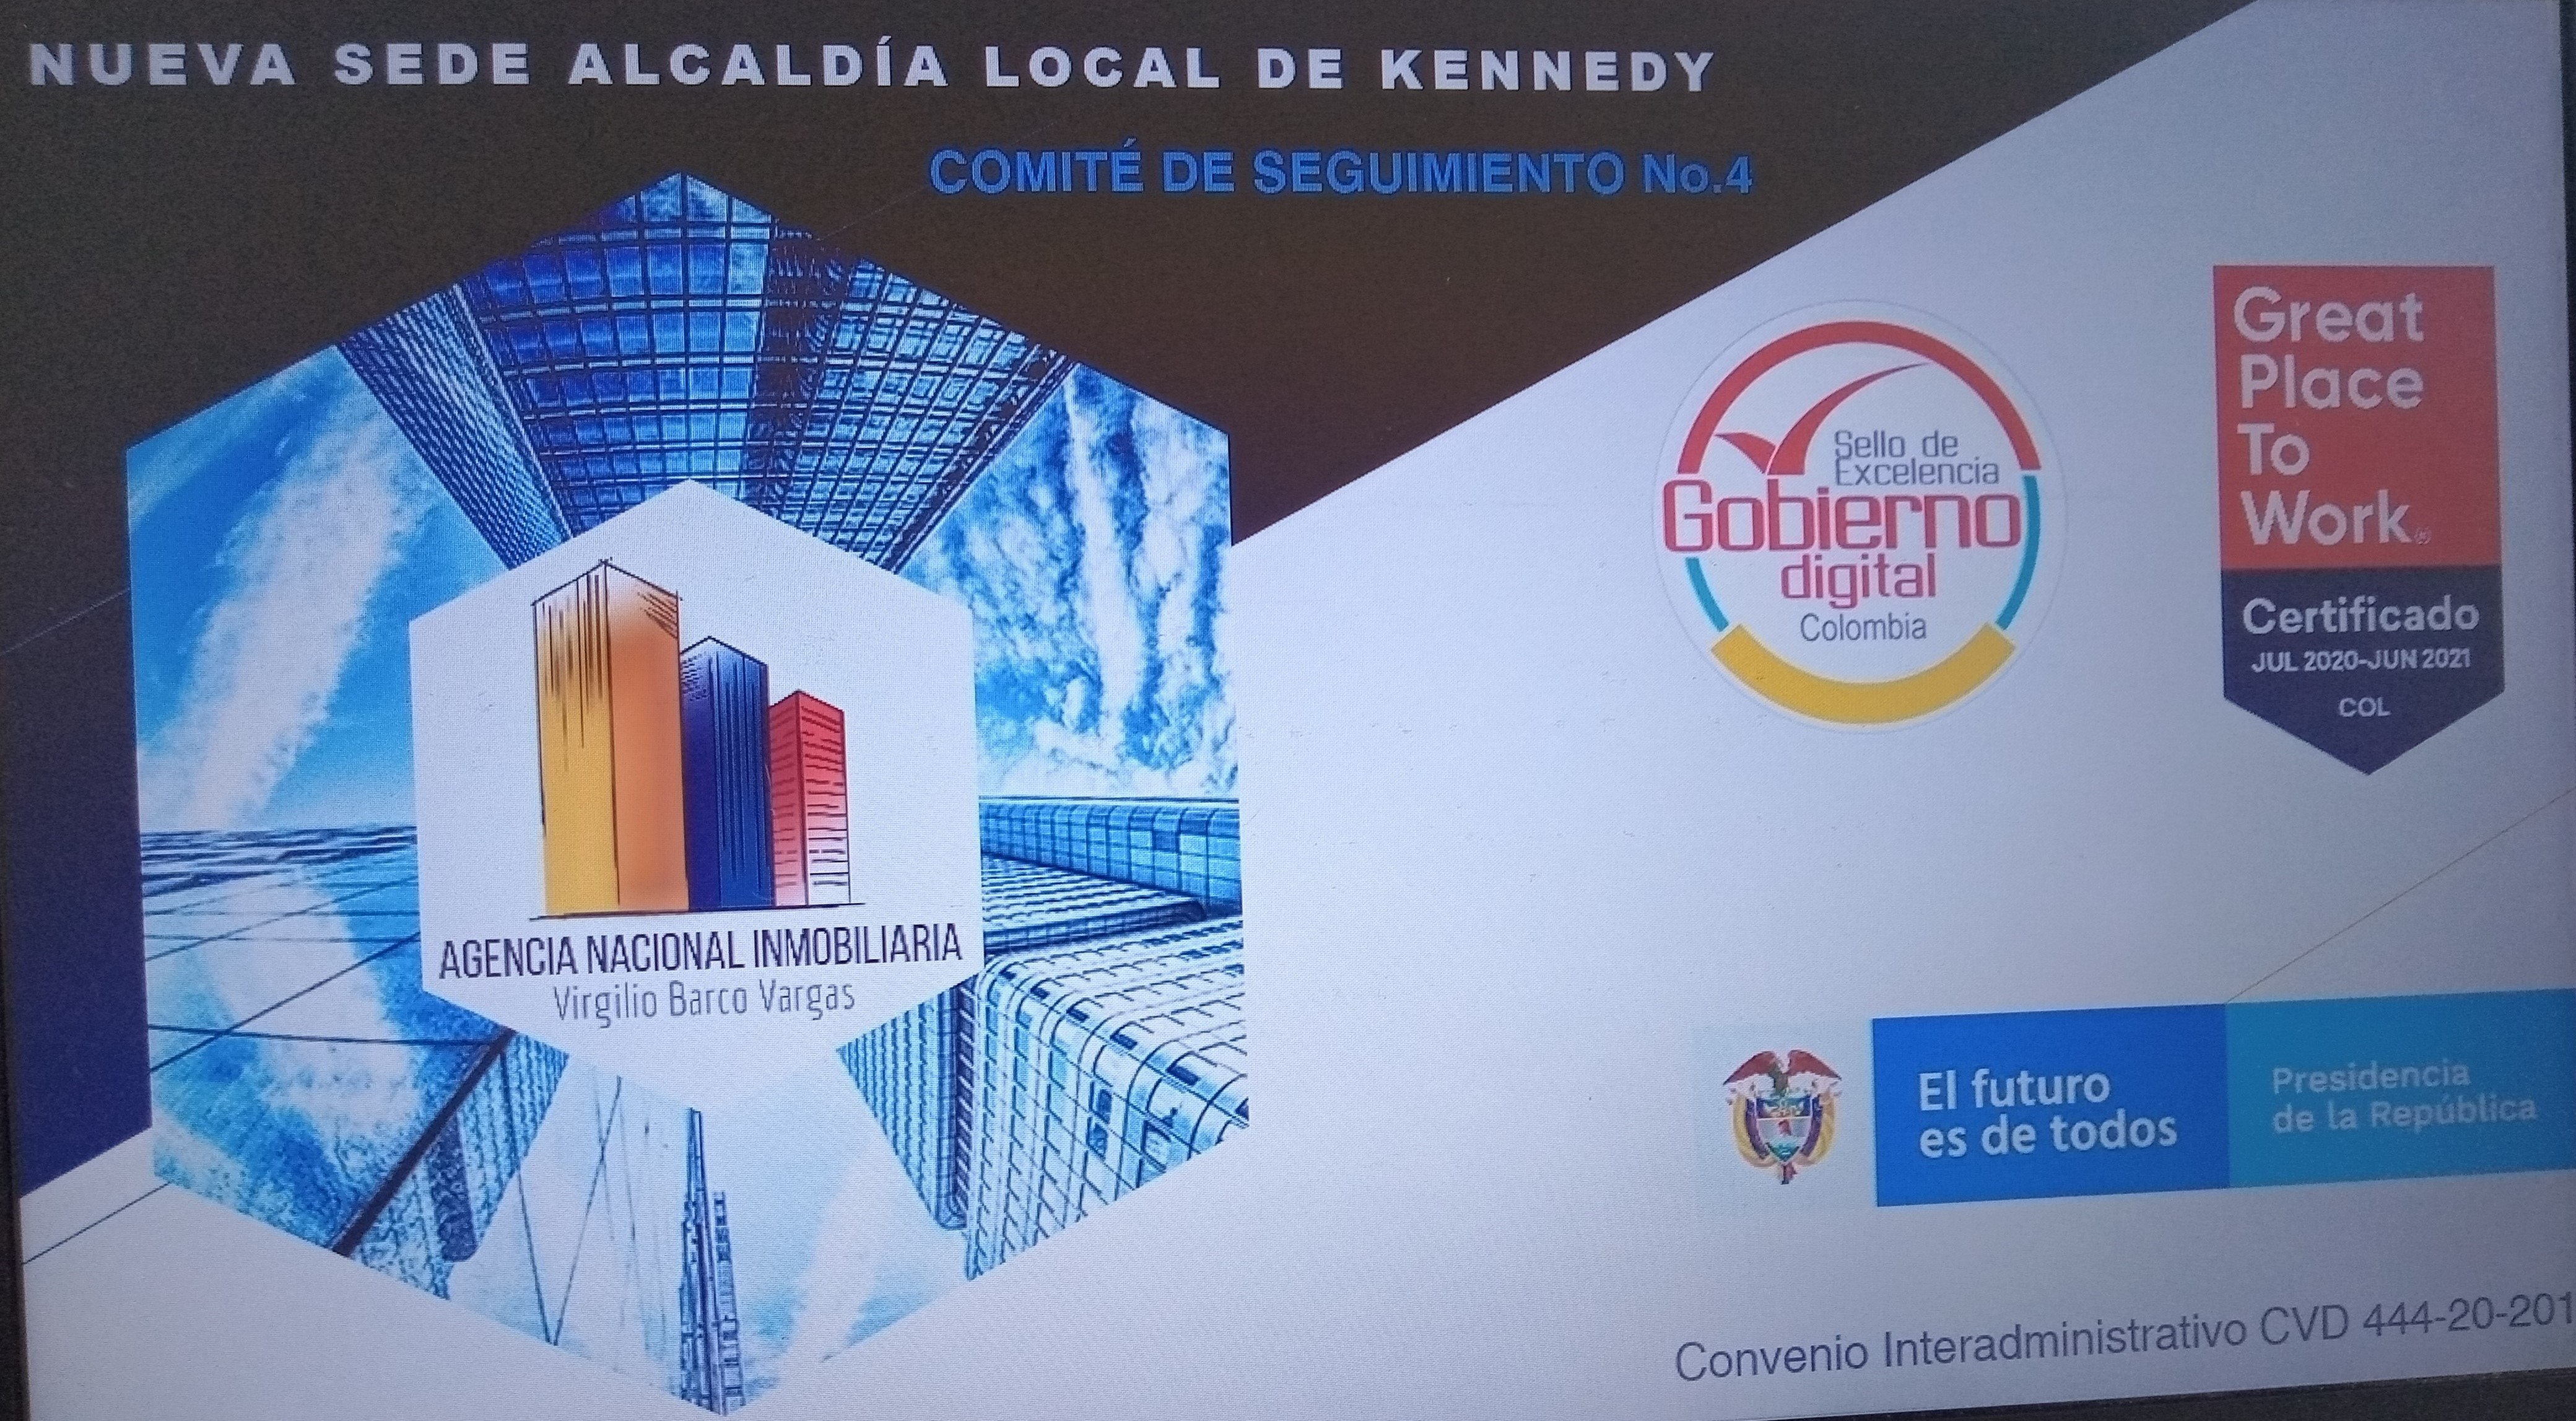 NUEVA SEDE ALCALDÍA LOCAL DE KENNEDY
COMITÉ DE SEGUIMIENTO No.4
Sello de
Excelencia
Gobierno
digital
Colombia
Great
Place
To
Work®
Certificado
JUL 2020-JUN 2021
COL
AGENCIA NACIONAL INMOBILIARIA
Virgilio Barco Vargas
El futuro
es de todos
Presidencia
de la República
Convenio Interadministrativo CVD 444-20-201